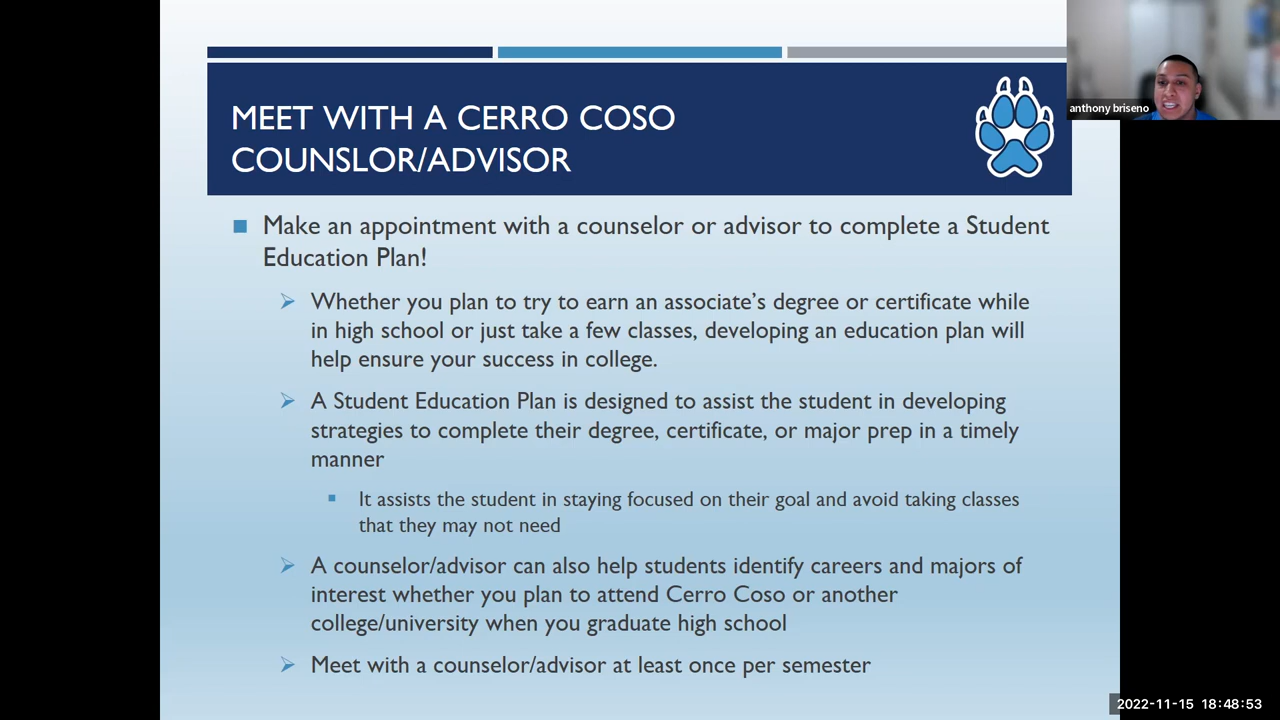 MEET WITH A CERRO COSO
COUNSLOR/ADVISOR
anthony briseno
Make an appointment with a counselor or advisor to complete a Student
Education Plan!
Whether you plan to try to earn an associate's degree or certificate while
in high school or just take a few classes, developing an education plan will
help ensure your success in college.
A Student Education Plan is designed to assist the student in developing
strategies to complete their degree, certificate, or major prep in a timely
manner
It assists the student in staying focused on their goal and avoid taking classes
that they may not need
A counselor/advisor can also help students identify careers and majors of
interest whether you plan to attend Cerro Coso or another
college/university when you graduate high school
Meet with a counselor/advisor at least once per semester
2022-11-15 18:48:53